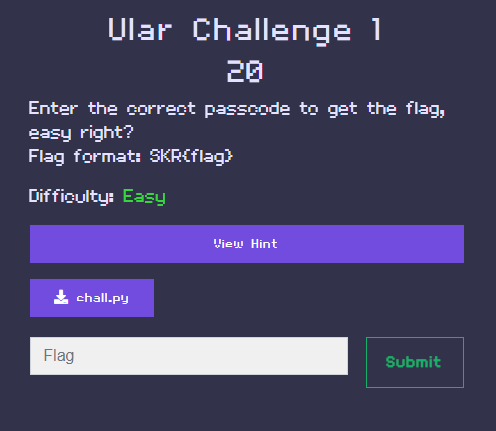 Ular Challenge 1
20
Enter the correct passcode to get the flag,
easy right?
Flag format: SKR{flag}
Difficulty: Easy
View Hint
chall.py
Flag
Submit